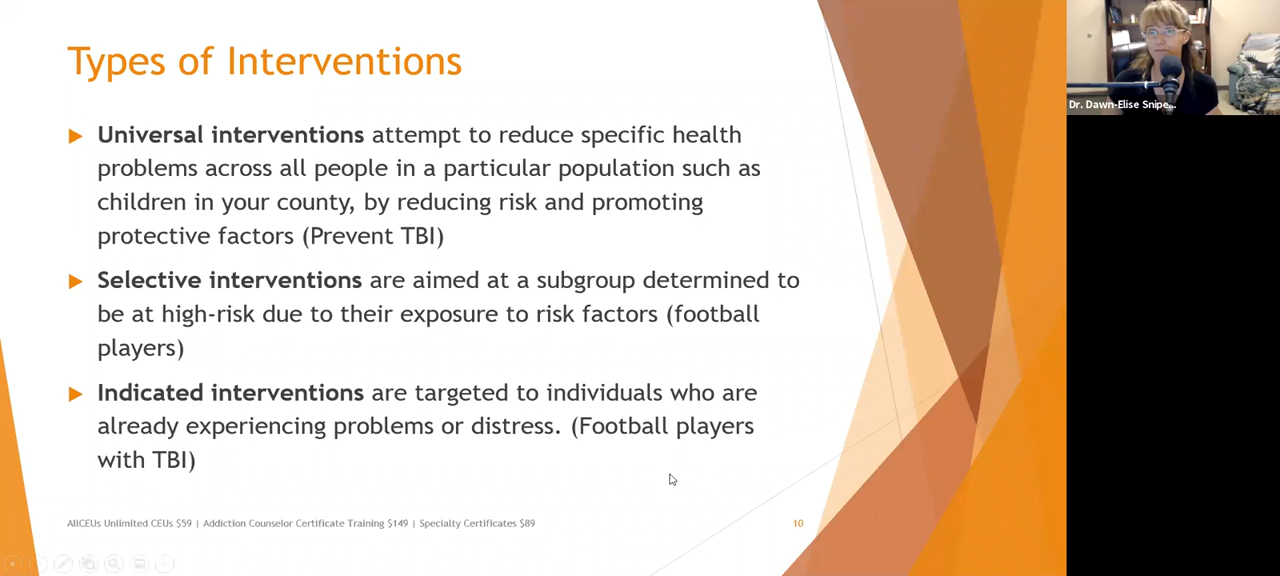 Types of Interventions
Universal interventions attempt to reduce specific health
problems across all people in a particular population such as
children in your county, by reducing risk and promoting
protective factors (Prevent TBI)
Selective interventions are aimed at a subgroup determined to
be at high-risk due to their exposure to risk factors (football
players)
Indicated interventions are targeted to individuals who are
already experiencing problems or distress. (Football players
with TBI)
AllCEUs Unlimited CEUs $59 | Addiction Counselor Certificate Training $149 | Specialty Certificates $89
10
Dr. Dawn-Elise Snipe...